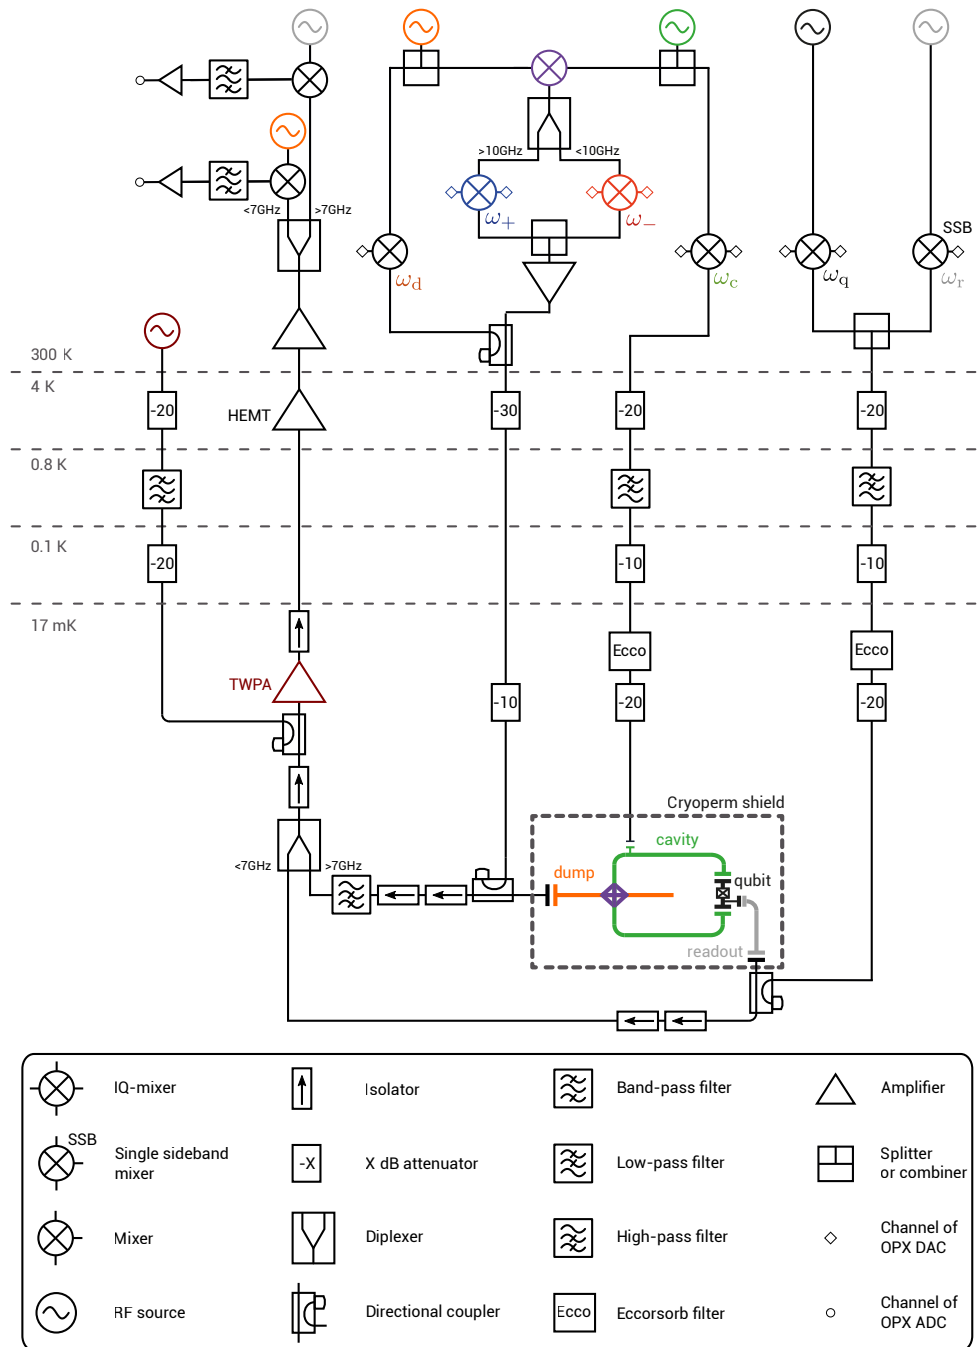 >10GHz
<10GHz
<7GHz
>7GHz
ω+
ω−
SSB
ωd
ωc
ωq
ωr
300 K
4 K
-20
HEMT
-30
-20
-20
0.8 K
0.1 K
-20
-10
-10
17 mK
Ecco
Ecco
TWPA
-10
-20
-20
Cryoperm shield
cavity
<7GHz
>7GHz
dump
qubit
readout
IQ-mixer
Isolator
Band-pass filter
Amplifier
SSB
Single sideband
mixer
-X
X dB attenuator
Low-pass filter
Splitter
or combiner
Mixer
Diplexer
High-pass filter
Channel of
OPX DAC
RF source
Directional coupler
Ecco
Eccorsorb filter
Channel of
OPX ADC